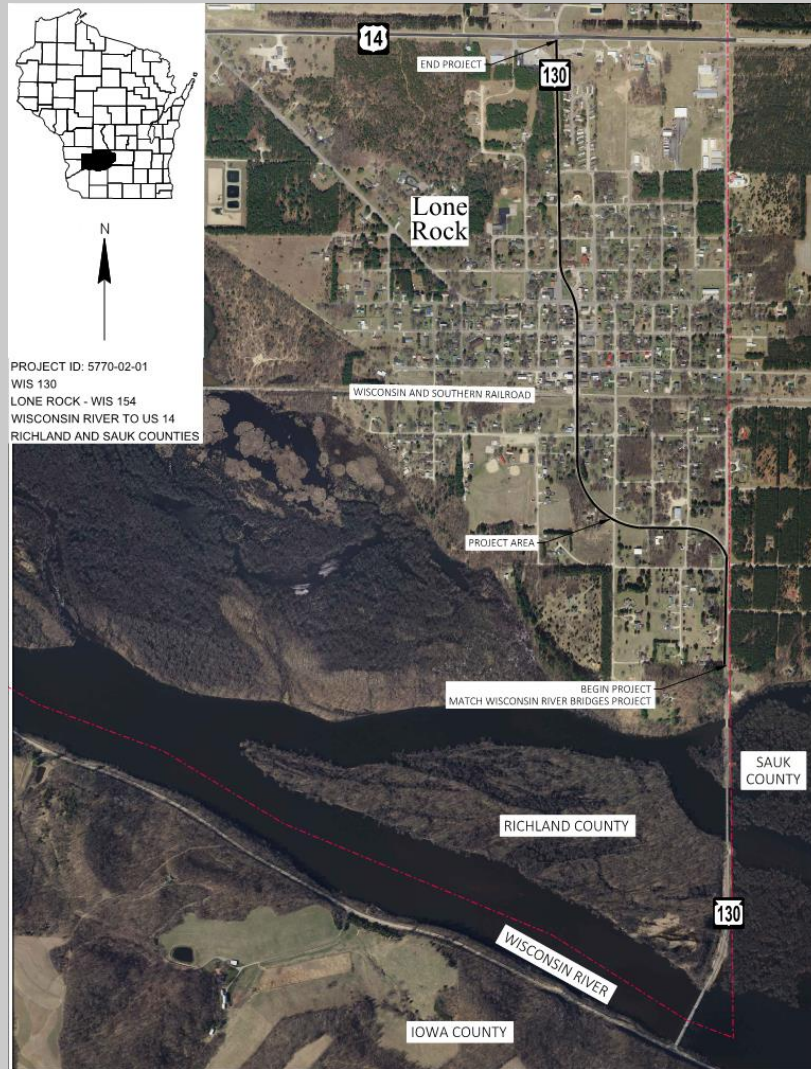 14
END PROJECT
130
Lone
Rock
N
PROJECT ID: 5770-02-01
WIS 130
LONE ROCK - WIS 154
WISCONSIN RIVER TO US 14
RICHLAND AND SAUK COUNTIES
WISCONSIN AND SOUTHERN RAILROAD
PROJECT AREA
BEGIN PROJECT
MATCH WISCONSIN RIVER BRIDGES PROJECT
SAUK
COUNTY
RICHLAND COUNTY
130
WISCONSIN RIVER
IOWA COUNTY